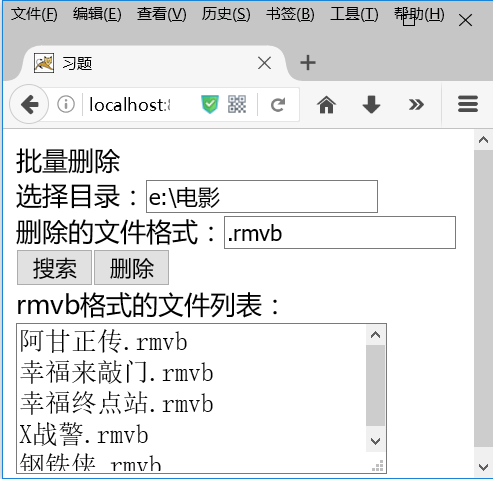 文件(F) 编辑(E) 查看(V) 历史(S) 书签(B) 工具(T) 帮助(H)
习题
localhost:8
批量删除
选择目录：e:\电影
删除的文件格式：.rmvb
搜索 删除
rmvb格式的文件列表：
阿甘正传.rmvb
幸福来敲门.rmvb
幸福终点站.rmvb
X战警.rmvb
钢铁侠.rmvb